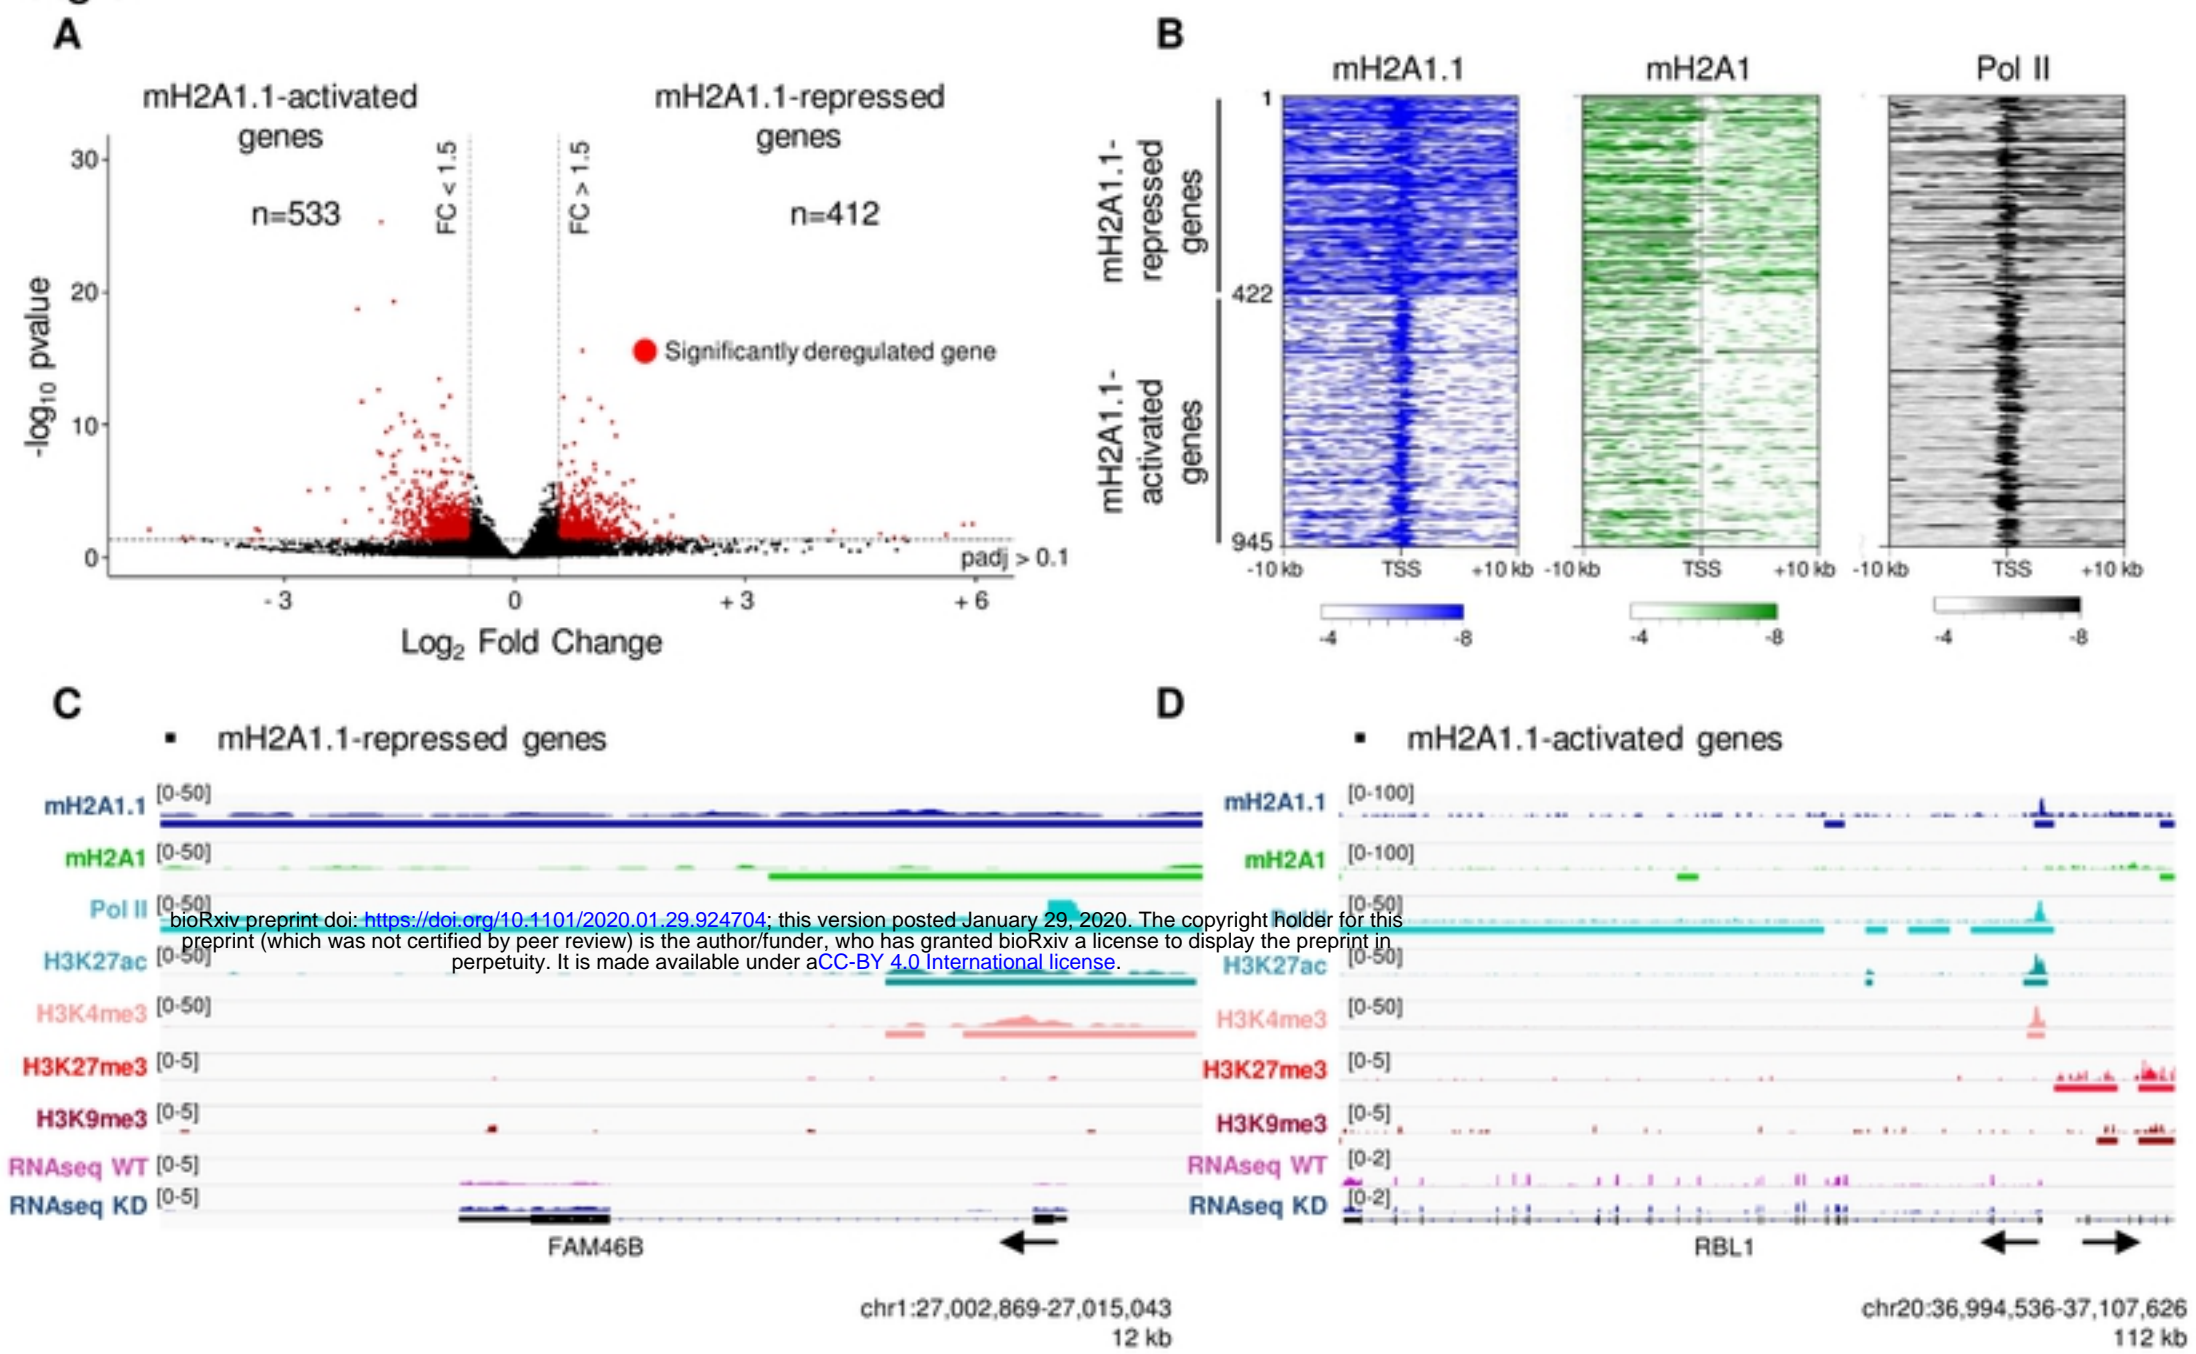 A
mH2A1.1-activated
genes
n=533
mH2A1.1-repressed
genes
n=412
FC < 1.5
FC > 1.5
Significantly deregulated gene
30
20
10
0
-log10 pvalue
padj > 0.1
- 3
0
+ 3
+ 6
Log2 Fold Change
B
mH2A1.1
mH2A1
Pol II
mH2A1.1-
repressed
genes
mH2A1.1-
activated
genes
1
422
945
-10 kb TSS +10 kb
-10 kb TSS +10 kb
-10 kb TSS +10 kb
-4 -8
-4 -8
-4 -8
C
▪ mH2A1.1-repressed genes
mH2A1.1 [0-50]
mH2A1 [0-50]
Pol II [0-50]
H3K27ac [0-50]
H3K4me3 [0-50]
H3K27me3 [0-5]
H3K9me3 [0-5]
RNAseq WT [0-5]
RNAseq KD [0-5]
FAM46B
chr1:27,002,869-27,015,043
12 kb
bioRxiv preprint doi: https://doi.org/10.1101/2020.01.29.924704; this version posted January 29, 2020. The copyright holder for this
preprint (which was not certified by peer review) is the author/funder, who has granted bioRxiv a license to display the preprint in
perpetuity. It is made available under aCC-BY 4.0 International license.
D
▪ mH2A1.1-activated genes
mH2A1.1 [0-100]
mH2A1 [0-100]
Pol II [0-50]
H3K27ac [0-50]
H3K4me3 [0-50]
H3K27me3 [0-5]
H3K9me3 [0-5]
RNAseq WT [0-2]
RNAseq KD [0-2]
RBL1
chr20:36,994,536-37,107,626
112 kb